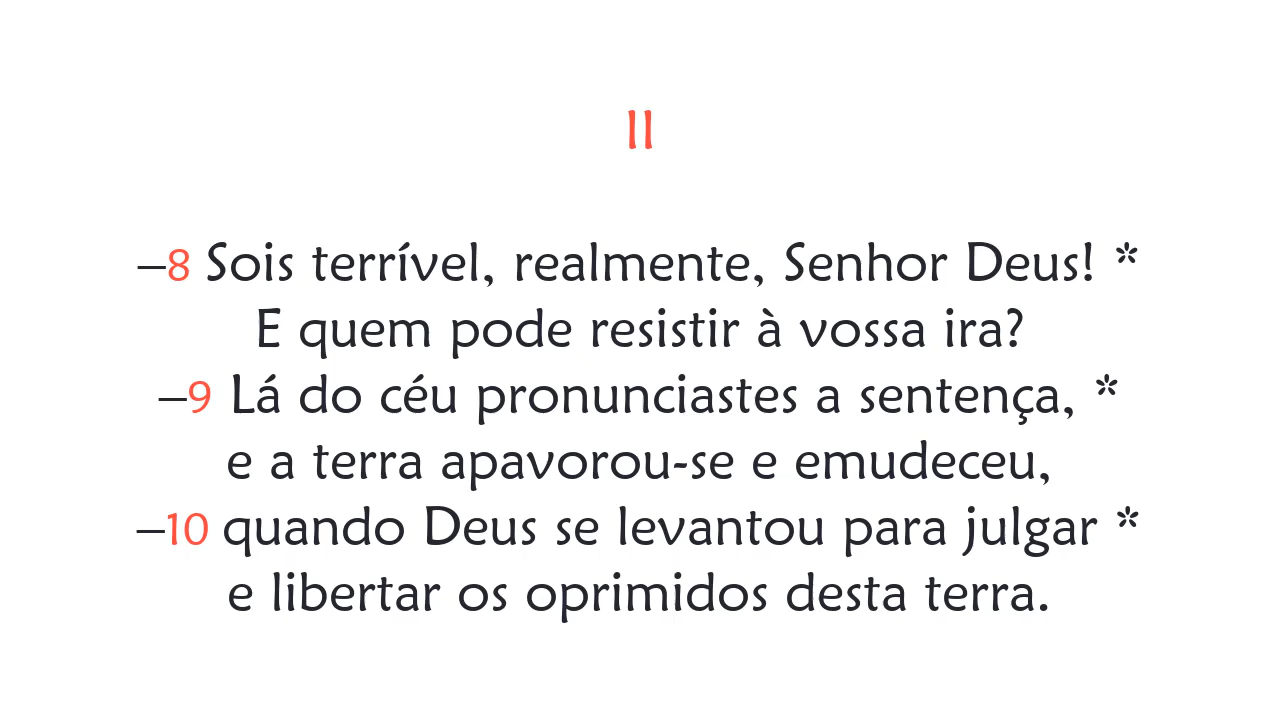 II
–8 Sois terrível, realmente, Senhor Deus! *
E quem pode resistir à vossa ira?
–9 Lá do céu pronunciastes a sentença, *
e a terra apavorou-se e emudeceu,
–10 quando Deus se levantou para julgar *
e libertar os oprimidos desta terra.